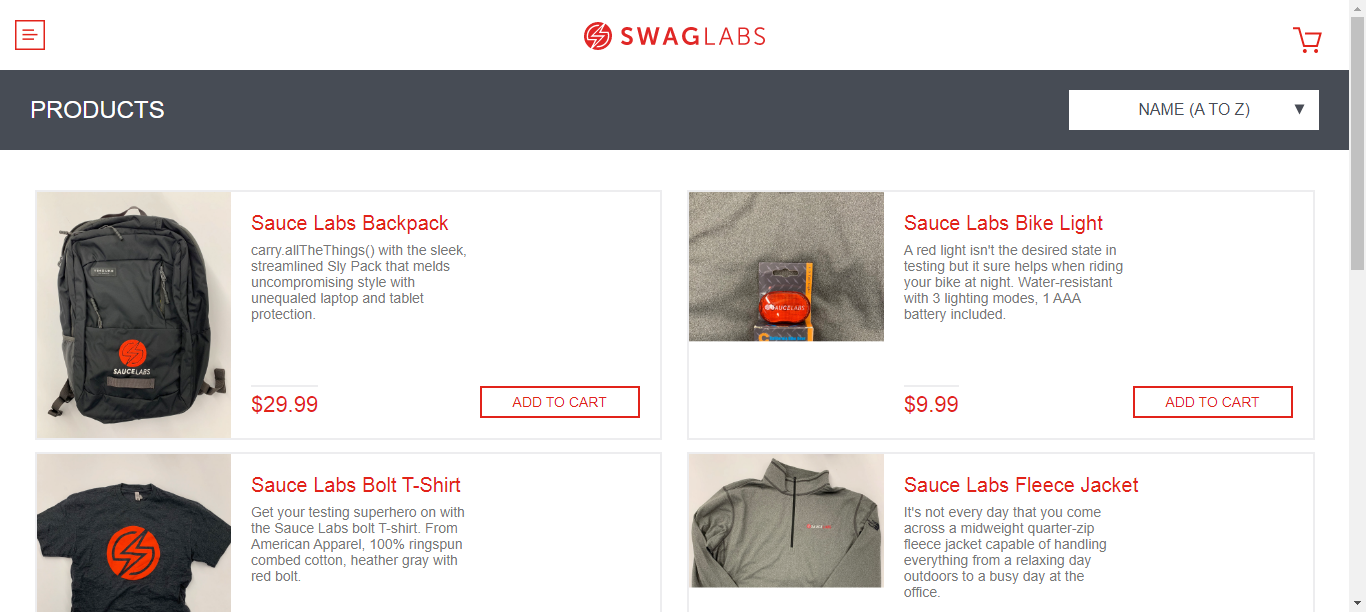 SWAGLABS
PRODUCTS
NAME (A TO Z)
Sauce Labs Backpack
carry.allTheThings() with the sleek,
streamlined Sly Pack that melds
uncompromising style with
unequaled laptop and tablet
protection.
$29.99
ADD TO CART
SAUCELABS
Sauce Labs Bike Light
A red light isn't the desired state in
testing but it sure helps when riding
your bike at night. Water-resistant
with 3 lighting modes, 1 AAA
battery included.
$9.99
ADD TO CART
SAUCELABS
Sauce Labs Bolt T-Shirt
Get your testing superhero on with
the Sauce Labs bolt T-shirt. From
American Apparel, 100% ringspun
combed cotton, heather gray with
red bolt.
Sauce Labs Fleece Jacket
It's not every day that you come
across a midweight quarter-zip
fleece jacket capable of handling
everything from a relaxing day
outdoors to a busy day at the
office.